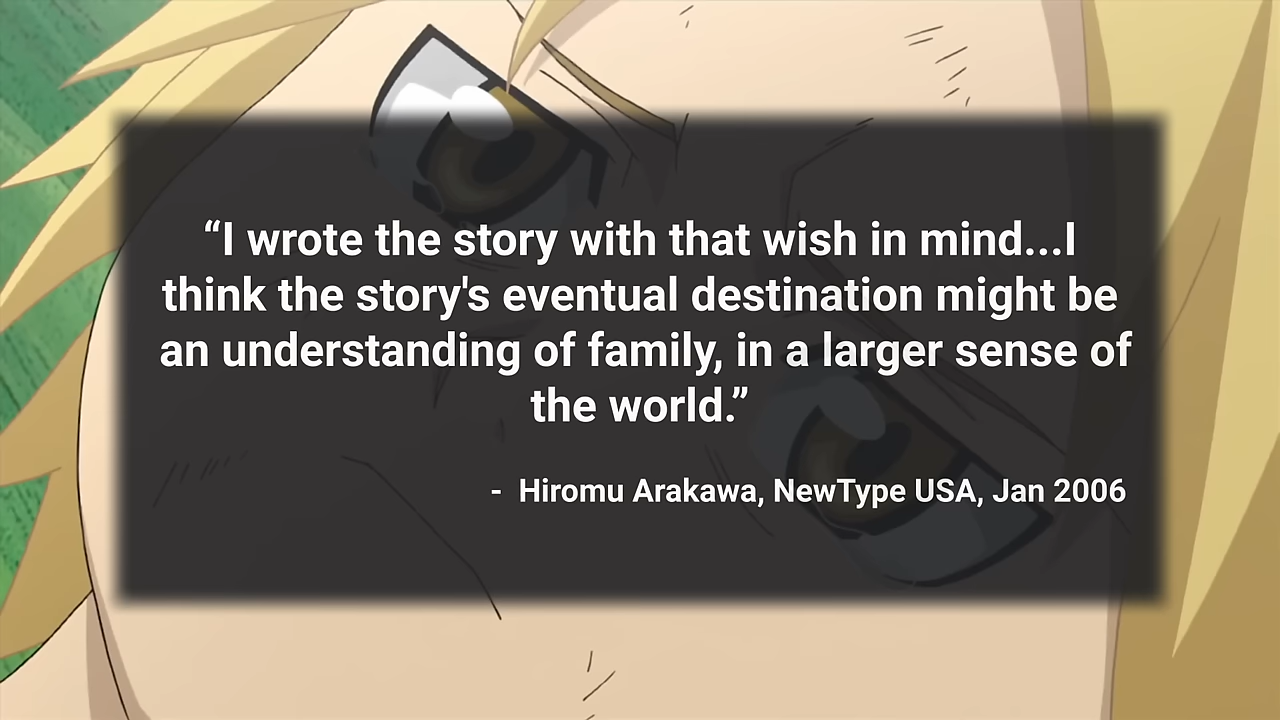 “I wrote the story with that wish in mind...I
think the story's eventual destination might be
an understanding of family, in a larger sense of
the world.”
- Hiromu Arakawa, NewType USA, Jan 2006